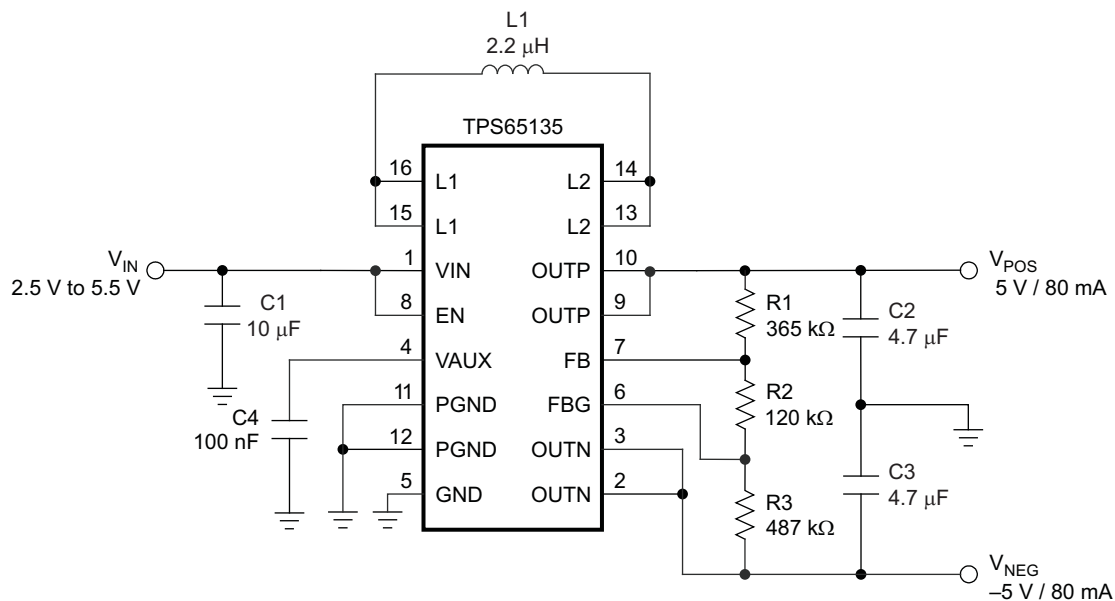 L1
2.2 μH
TPS65135
16 L1 L2 14
15 L1 L2 13
VIN
2.5 V to 5.5 V
1 VIN OUTP 10
8 EN OUTP 9
4 VAUX FB 7
11 PGND FBG 6
12 PGND OUTN 3
5 GND OUTN 2
C1
10 μF
C4
100 nF
R1
365 kΩ
R2
120 kΩ
R3
487 kΩ
C2
4.7 μF
C3
4.7 μF
VPOS
5 V / 80 mA
VNEG
–5 V / 80 mA